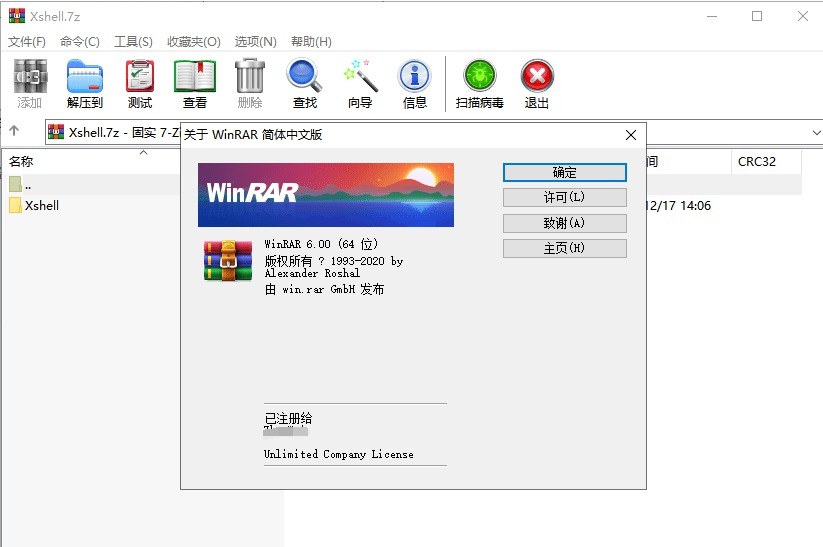 Xshell.7z
文件(F) 命令(C) 工具(S) 收藏夹(O) 选项(N) 帮助(H)
添加 解压到 测试 查看 删除 查找 向导 信息 扫描病毒 退出
Xshell.7z - 固实 7-Z
名称
间 CRC32
..
Xshell
12/17 14:06
关于 WinRAR 简体中文版
WinRAR
确定
许可(L)
致谢(A)
主页(H)
WinRAR 6.00 (64 位)
版权所有 ? 1993-2020 by
Alexander Roshal
由 win.rar GmbH 发布
已注册给
Unlimited Company License